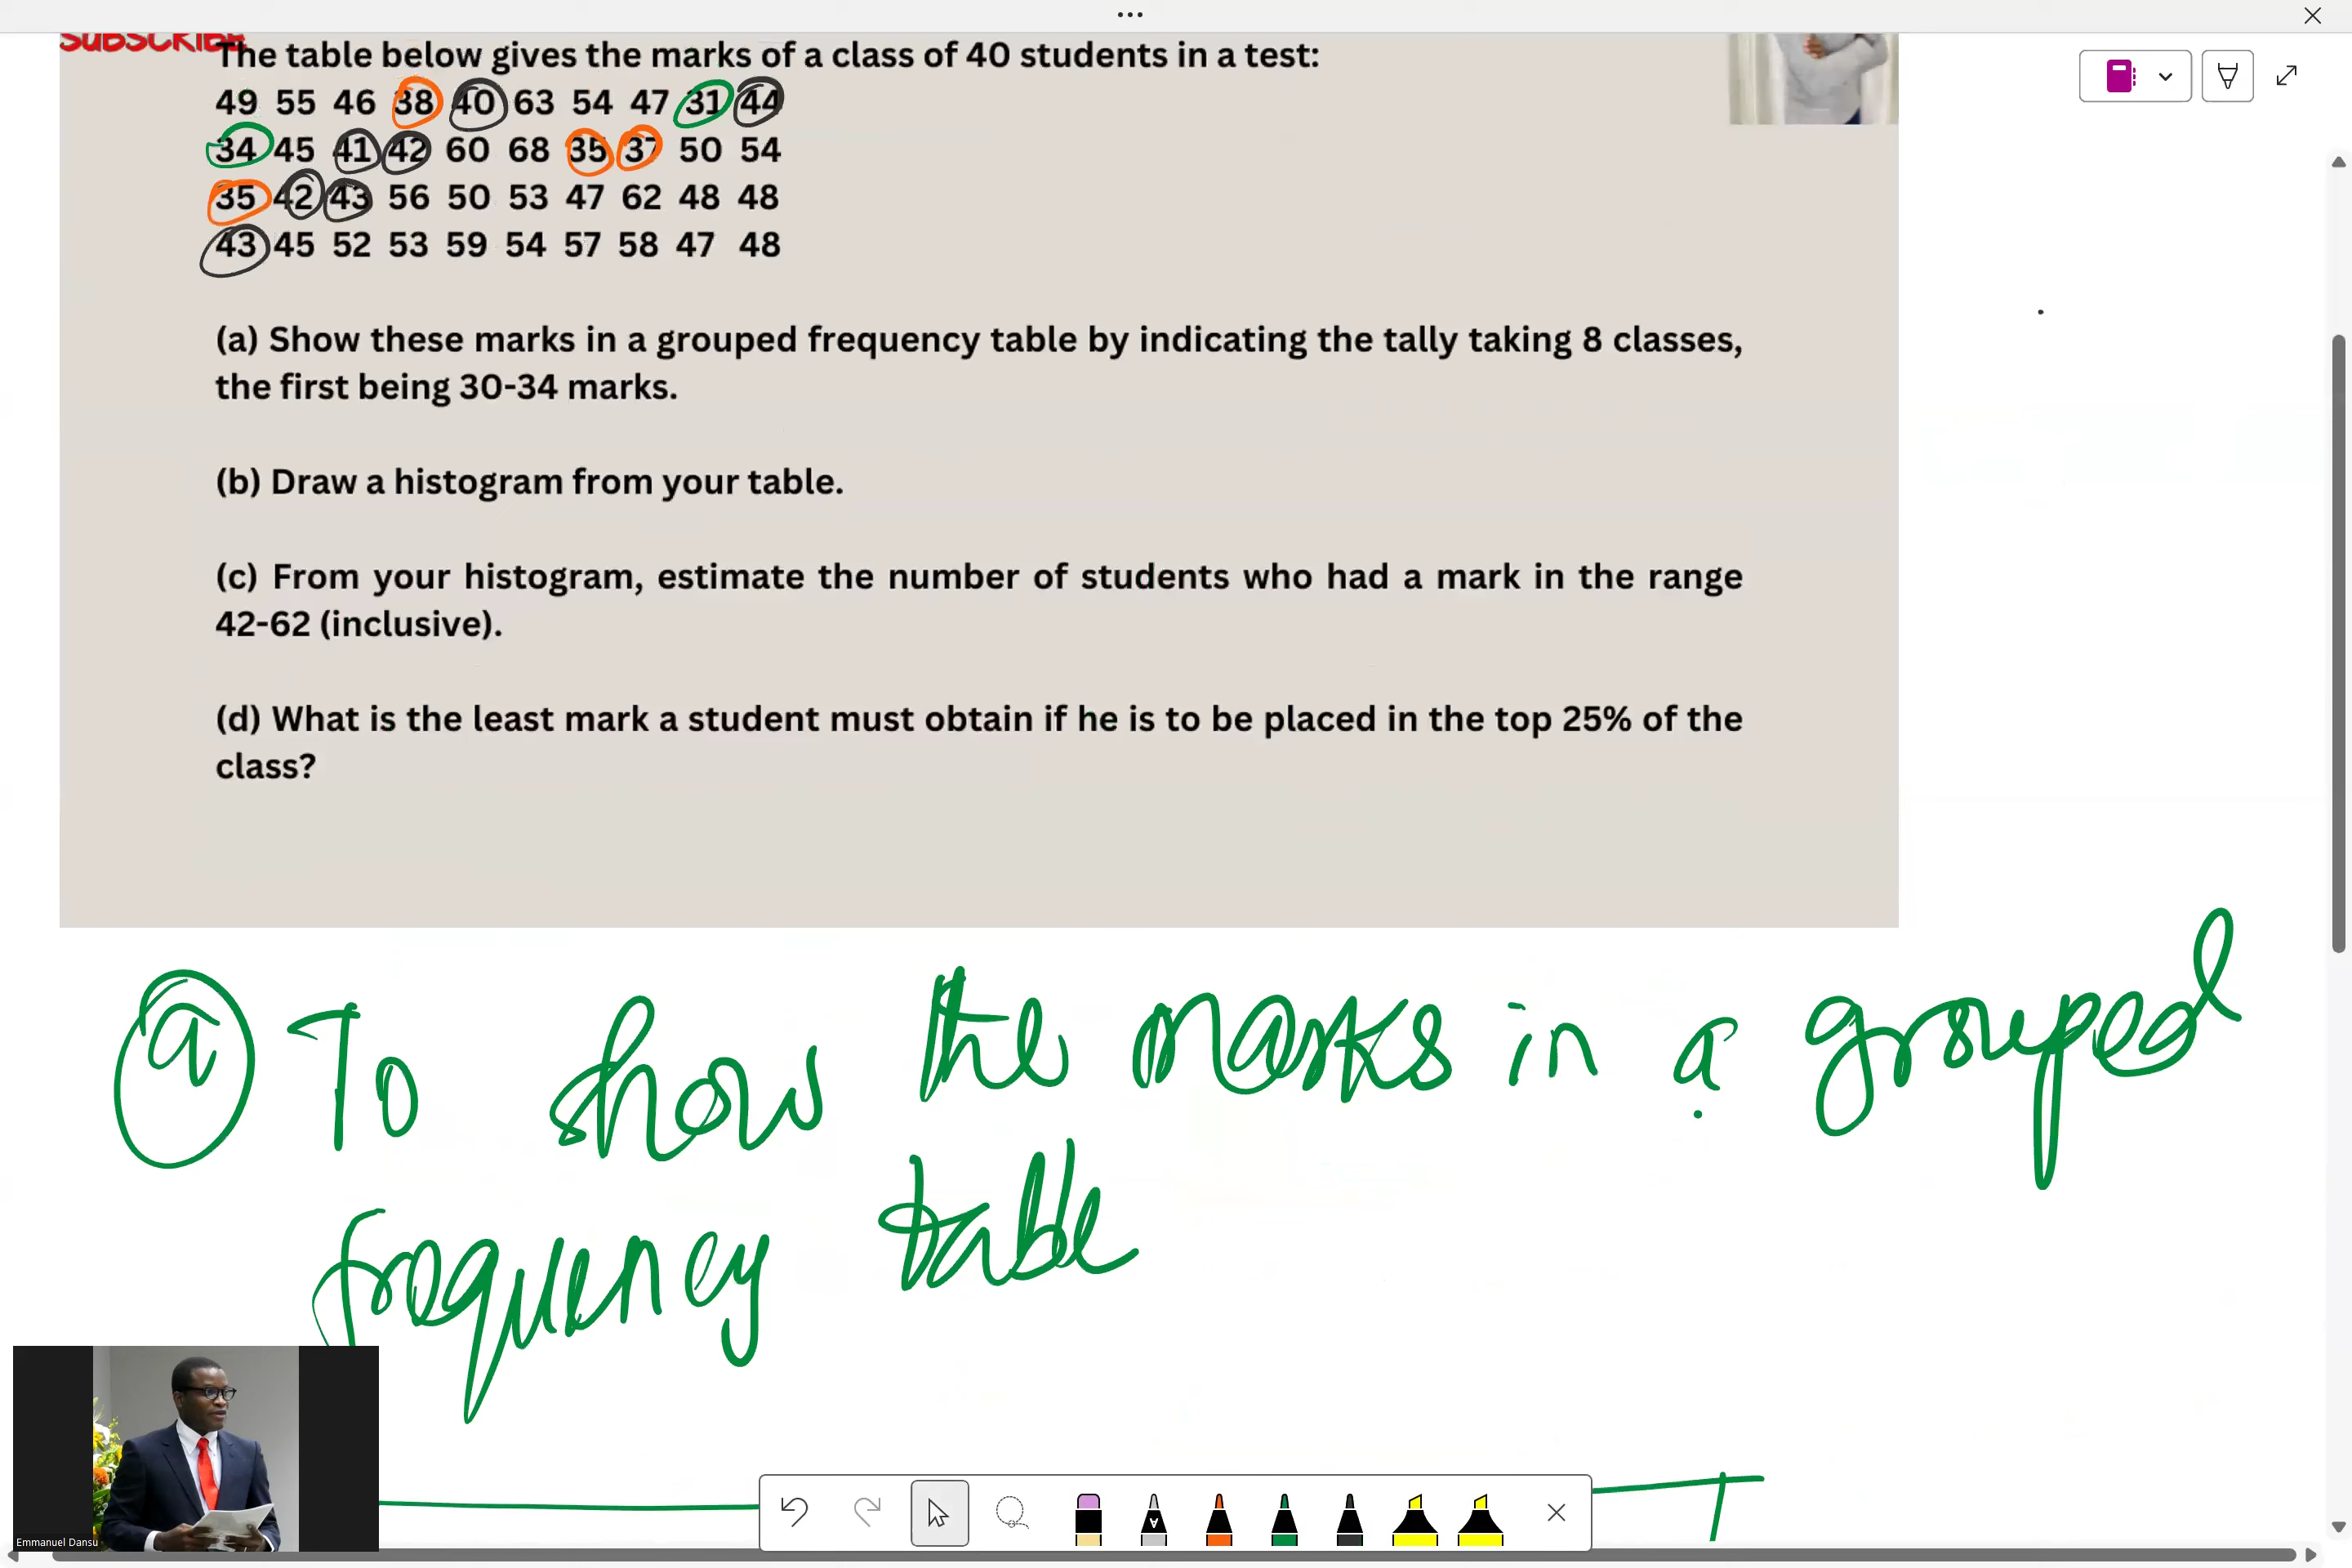 SUBSCRIBE
The table below gives the marks of a class of 40 students in a test:
49 55 46 38 40 63 54 47 31 44
34 45 41 42 60 68 35 37 50 54
35 42 43 56 50 53 47 62 48 48
43 45 52 53 59 54 57 58 47 48
(a) Show these marks in a grouped frequency table by indicating the tally taking 8 classes,
the first being 30-34 marks.
(b) Draw a histogram from your table.
(c) From your histogram, estimate the number of students who had a mark in the range
42-62 (inclusive).
(d) What is the least mark a student must obtain if he is to be placed in the top 25% of the
class?
a To show the marks in a grouped
frequency table
Emmanuel Dansu